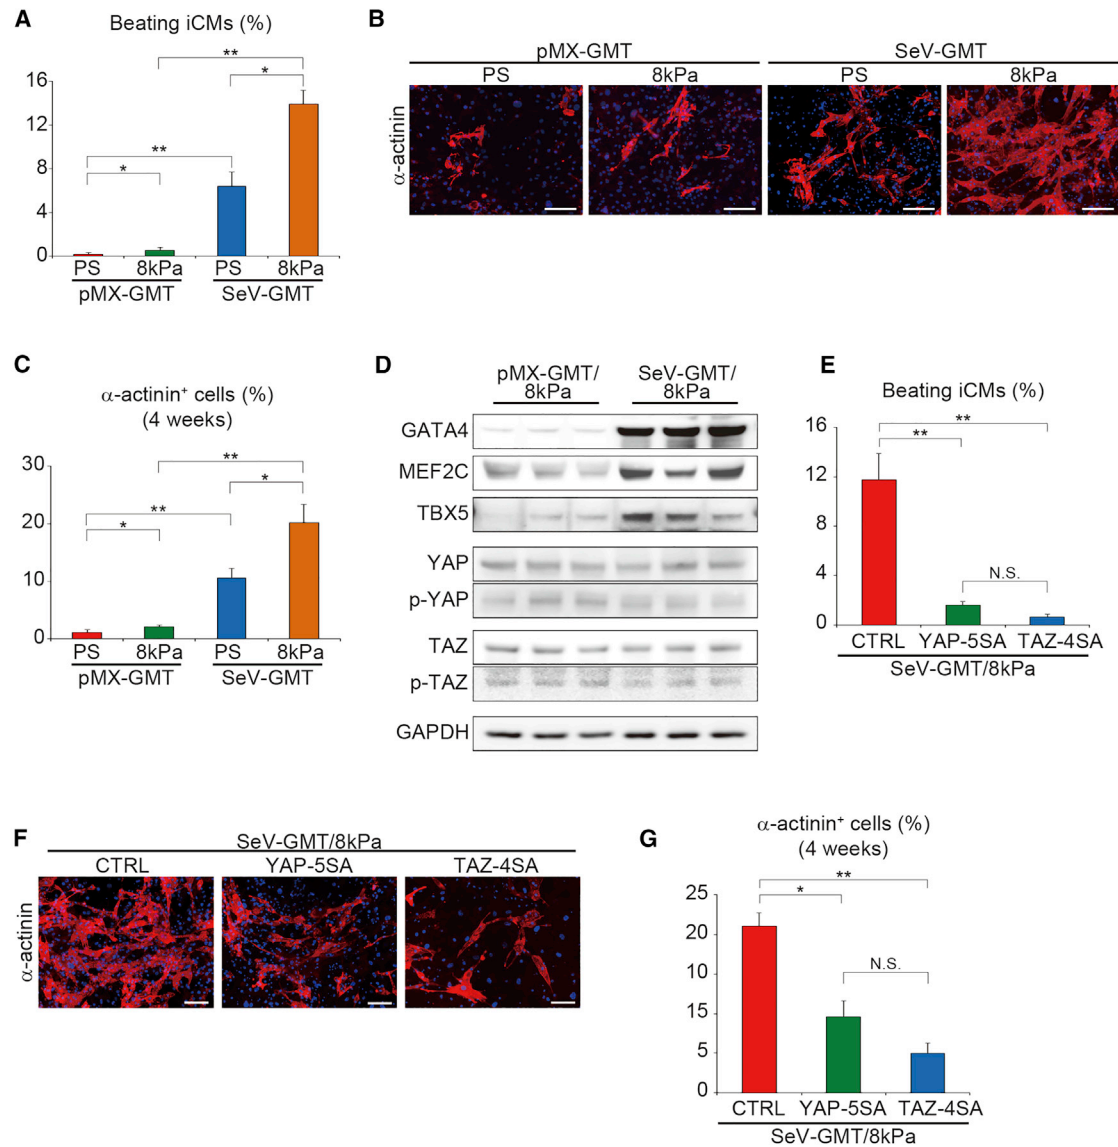 A
Beating iCMs (%)
**
*
**
*
16
12
8
4
0
PS
8kPa
PS
8kPa
pMX-GMT
SeV-GMT
B
pMX-GMT
SeV-GMT
PS
8kPa
PS
8kPa
α-actinin
C
α-actinin⁺ cells (%)
(4 weeks)
**
*
**
*
30
20
10
0
PS
8kPa
PS
8kPa
pMX-GMT
SeV-GMT
D
pMX-GMT/
8kPa
SeV-GMT/
8kPa
GATA4
MEF2C
TBX5
YAP
p-YAP
TAZ
p-TAZ
GAPDH
E
Beating iCMs (%)
**
**
N.S.
16
12
8
4
0
CTRL
YAP-5SA
TAZ-4SA
SeV-GMT/8kPa
F
SeV-GMT/8kPa
CTRL
YAP-5SA
TAZ-4SA
α-actinin
G
α-actinin⁺ cells (%)
(4 weeks)
**
*
N.S.
25
20
10
15
5
0
CTRL
YAP-5SA
TAZ-4SA
SeV-GMT/8kPa